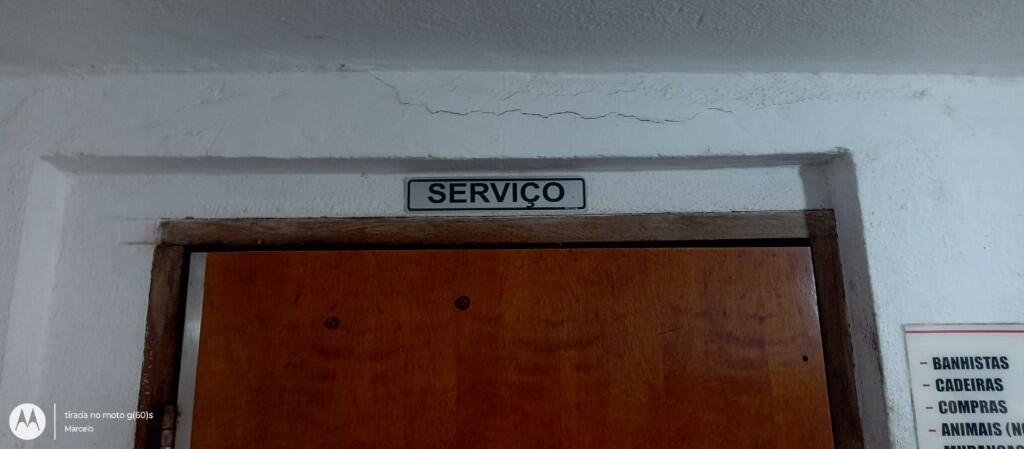 SERVIÇO
- BANHISTAS
- CADEIRAS
- COMPRAS
- ANIMAIS
tirada no moto g(60)s
Marcelo